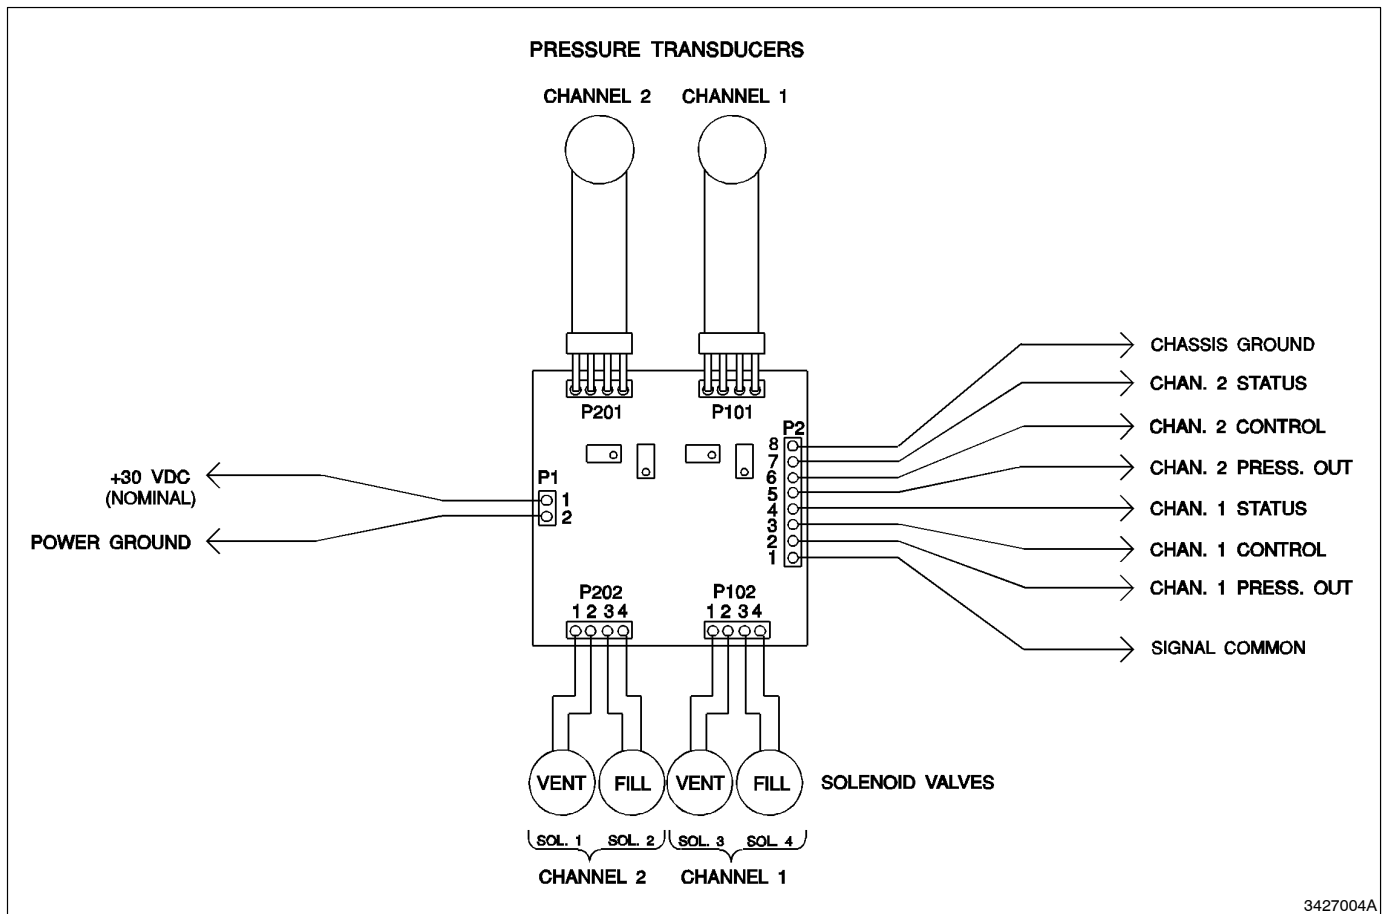 PRESSURE TRANSDUCERS
CHANNEL 2 CHANNEL 1
P201 P101
CHASSIS GROUND
CHAN. 2 STATUS
CHAN. 2 CONTROL
CHAN. 2 PRESS. OUT
CHAN. 1 STATUS
CHAN. 1 CONTROL
CHAN. 1 PRESS. OUT
SIGNAL COMMON
P2
8
7
6
5
4
3
2
1
+30 VDC
(NOMINAL)
POWER GROUND
P1
1
2
P202 P102
1 2 3 4 1 2 3 4
VENT FILL VENT FILL SOLENOID VALVES
SOL. 1 SOL. 2 SOL. 3 SOL. 4
CHANNEL 2 CHANNEL 1
3427004A